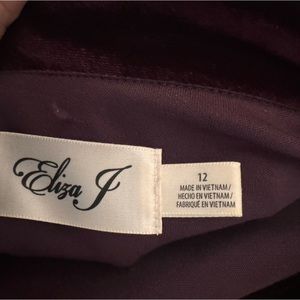 Eliza J
12
MADE IN VIETNAM/
HECHO EN VIETNAM/
FABRIQUÉ EN VIETNAM